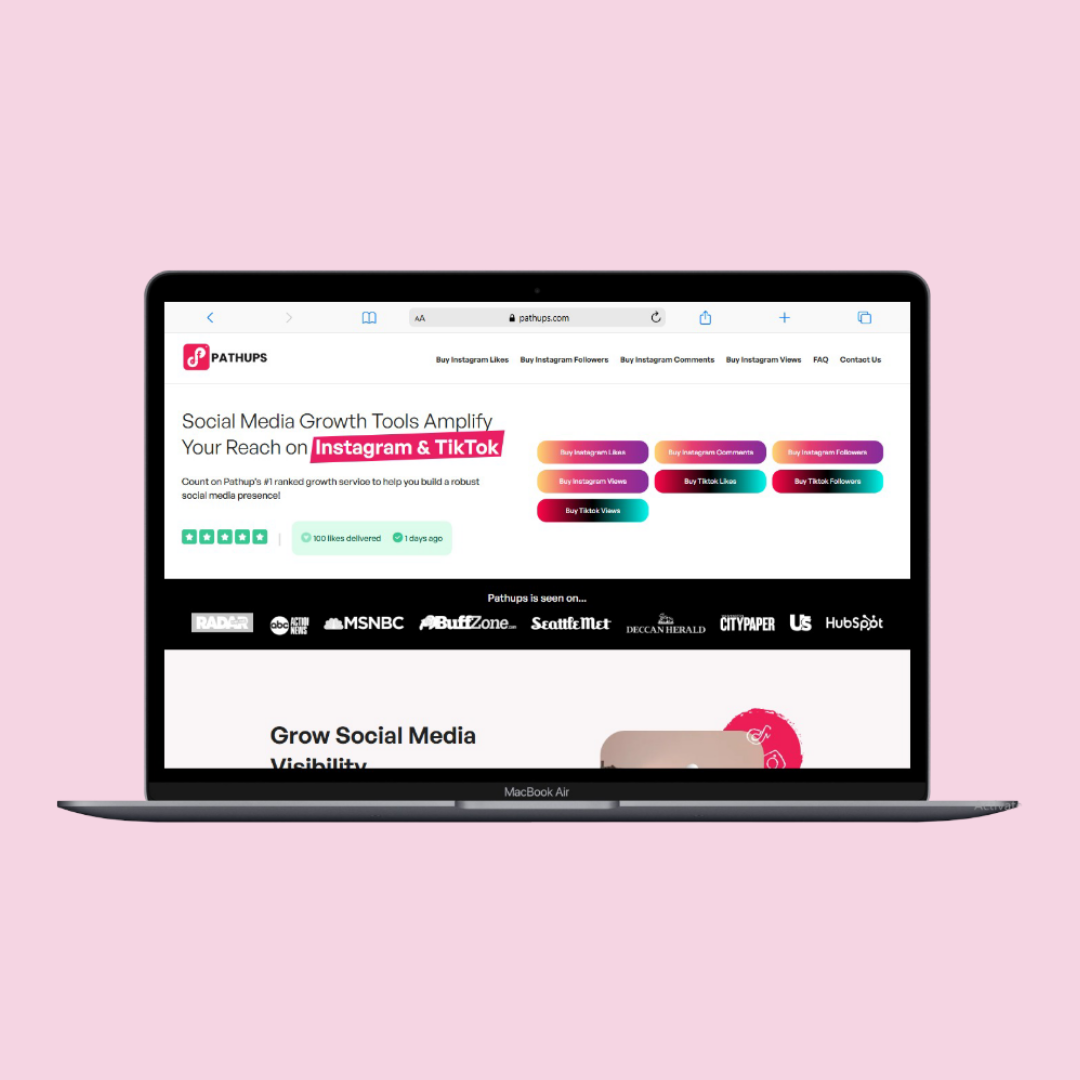 AA pathups.com
PATHUPS
Buy Instagram Likes Buy Instagram Followers Buy Instagram Comments Buy Instagram Views FAQ Contact Us
Social Media Growth Tools Amplify
Your Reach on Instagram & TikTok
Count on Pathup's #1 ranked growth service to help you build a robust
social media presence!
100 likes delivered 1 days ago
Buy Instagram Likes Buy Instagram Comments Buy Instagram Followers
Buy Instagram Views Buy Tiktok Likes Buy Tiktok Followers
Buy Tiktok Views
Pathups is seen on...
RADAR abc ACTION NEWS MSNBC BuffZone.com SeattleMet DECCAN HERALD CITYPAPER Us HubSpot
Grow Social Media
Visibility
MacBook Air